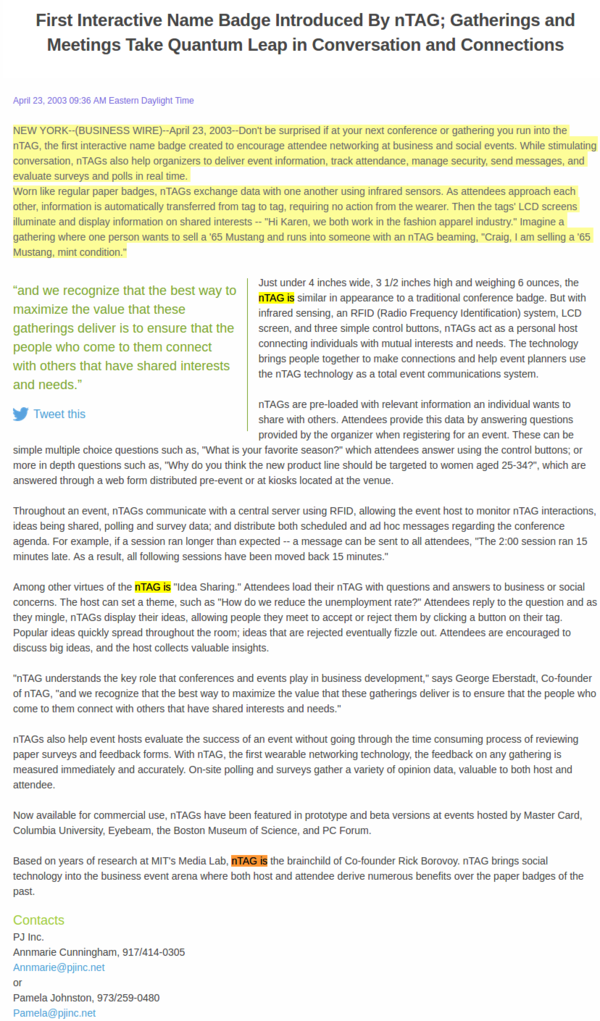 First Interactive Name Badge Introduced By nTAG; Gatherings and
Meetings Take Quantum Leap in Conversation and Connections
April 23, 2003 09:36 AM Eastern Daylight Time
NEW YORK--(BUSINESS WIRE)--April 23, 2003--Don't be surprised if at your next conference or gathering you run into the
nTAG, the first interactive name badge created to encourage attendee networking at business and social events. While stimulating
conversation, nTAGs also help organizers to deliver event information, track attendance, manage security, send messages, and
evaluate surveys and polls in real time.
Worn like regular paper badges, nTAGs exchange data with one another using infrared sensors. As attendees approach each
other, information is automatically transferred from tag to tag, requiring no action from the wearer. Then the tags' LCD screens
illuminate and display information on shared interests -- "Hi Karen, we both work in the fashion apparel industry." Imagine a
gathering where one person wants to sell a '65 Mustang and runs into someone with an nTAG beaming, "Craig, I am selling a '65
Mustang, mint condition."
“and we recognize that the best way to
maximize the value that these
gatherings deliver is to ensure that the
people who come to them connect
with others that have shared interests
and needs.”
Tweet this
Just under 4 inches wide, 3 1/2 inches high and weighing 6 ounces, the
nTAG is similar in appearance to a traditional conference badge. But with
infrared sensing, an RFID (Radio Frequency Identification) system, LCD
screen, and three simple control buttons, nTAGs act as a personal host
connecting individuals with mutual interests and needs. The technology
brings people together to make connections and help event planners use
the nTAG technology as a total event communications system.
nTAGs are pre-loaded with relevant information an individual wants to
share with others. Attendees provide this data by answering questions
provided by the organizer when registering for an event. These can be
simple multiple choice questions such as, "What is your favorite season?" which attendees answer using the control buttons; or
more in depth questions such as, "Why do you think the new product line should be targeted to women aged 25-34?", which are
answered through a web form distributed pre-event or at kiosks located at the venue.
Throughout an event, nTAGs communicate with a central server using RFID, allowing the event host to monitor nTAG interactions,
ideas being shared, polling and survey data; and distribute both scheduled and ad hoc messages regarding the conference
agenda. For example, if a session ran longer than expected -- a message can be sent to all attendees, "The 2:00 session ran 15
minutes late. As a result, all following sessions have been moved back 15 minutes."
Among other virtues of the nTAG is "Idea Sharing." Attendees load their nTAG with questions and answers to business or social
concerns. The host can set a theme, such as "How do we reduce the unemployment rate?" Attendees reply to the question and as
they mingle, nTAGs display their ideas, allowing people they meet to accept or reject them by clicking a button on their tag.
Popular ideas quickly spread throughout the room; ideas that are rejected eventually fizzle out. Attendees are encouraged to
discuss big ideas, and the host collects valuable insights.
"nTAG understands the key role that conferences and events play in business development," says George Eberstadt, Co-founder
of nTAG, "and we recognize that the best way to maximize the value that these gatherings deliver is to ensure that the people who
come to them connect with others that have shared interests and needs."
nTAGs also help event hosts evaluate the success of an event without going through the time consuming process of reviewing
paper surveys and feedback forms. With nTAG, the first wearable networking technology, the feedback on any gathering is
measured immediately and accurately. On-site polling and surveys gather a variety of opinion data, valuable to both host and
attendee.
Now available for commercial use, nTAGs have been featured in prototype and beta versions at events hosted by Master Card,
Columbia University, Eyebeam, the Boston Museum of Science, and PC Forum.
Based on years of research at MIT's Media Lab, nTAG is the brainchild of Co-founder Rick Borovoy. nTAG brings social
technology into the business event arena where both host and attendee derive numerous benefits over the paper badges of the
past.
Contacts
PJ Inc.
Annmarie Cunningham, 917/414-0305
Annmarie@pjinc.net
or
Pamela Johnston, 973/259-0480
Pamela@pjinc.net